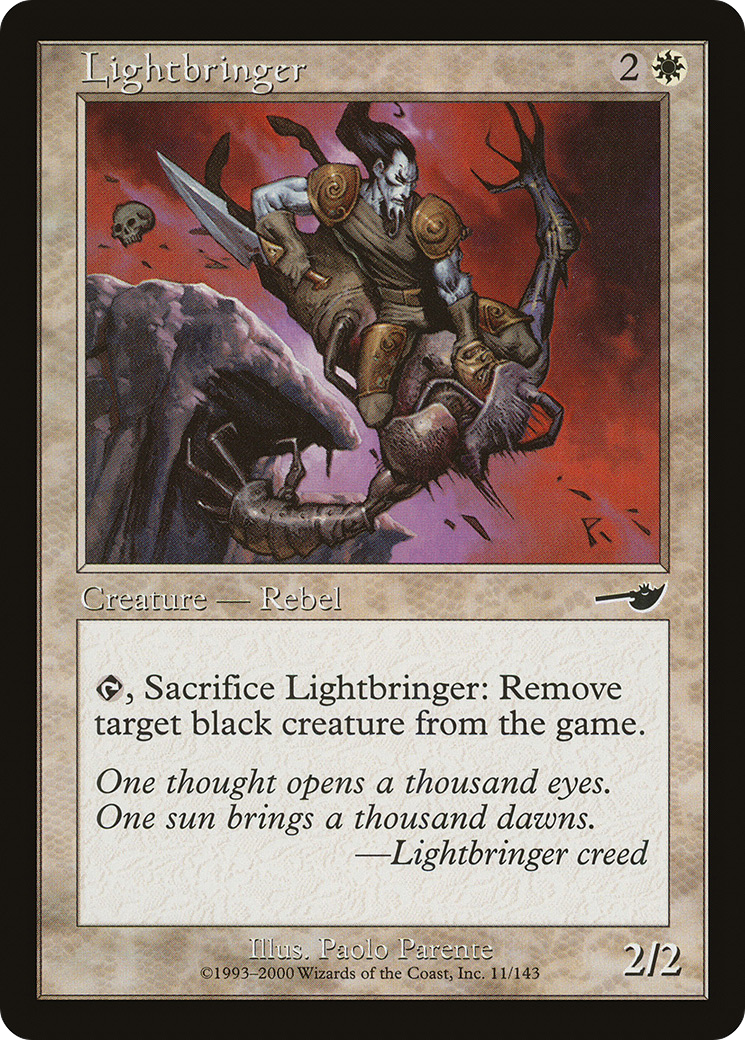 Lightbringer 2
Creature — Rebel
, Sacrifice Lightbringer: Remove
target black creature from the game.
One thought opens a thousand eyes.
One sun brings a thousand dawns.
—Lightbringer creed
Illus. Paolo Parente
©1993–2000 Wizards of the Coast, Inc. 11/143
2/2